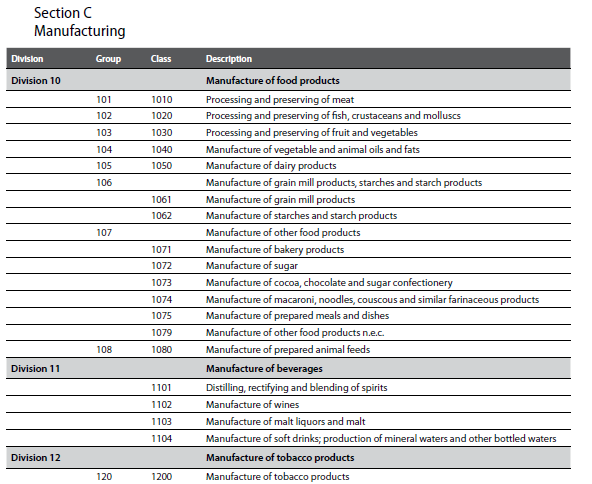 Section C
Manufacturing
Division Group Class Description
Division 10 Manufacture of food products
101 1010 Processing and preserving of meat
102 1020 Processing and preserving of fish, crustaceans and molluscs
103 1030 Processing and preserving of fruit and vegetables
104 1040 Manufacture of vegetable and animal oils and fats
105 1050 Manufacture of dairy products
106 Manufacture of grain mill products, starches and starch products
1061 Manufacture of grain mill products
1062 Manufacture of starches and starch products
107 Manufacture of other food products
1071 Manufacture of bakery products
1072 Manufacture of sugar
1073 Manufacture of cocoa, chocolate and sugar confectionery
1074 Manufacture of macaroni, noodles, couscous and similar farinaceous products
1075 Manufacture of prepared meals and dishes
1079 Manufacture of other food products n.e.c.
108 1080 Manufacture of prepared animal feeds
Division 11 Manufacture of beverages
1101 Distilling, rectifying and blending of spirits
1102 Manufacture of wines
1103 Manufacture of malt liquors and malt
1104 Manufacture of soft drinks; production of mineral waters and other bottled waters
Division 12 Manufacture of tobacco products
120 1200 Manufacture of tobacco products